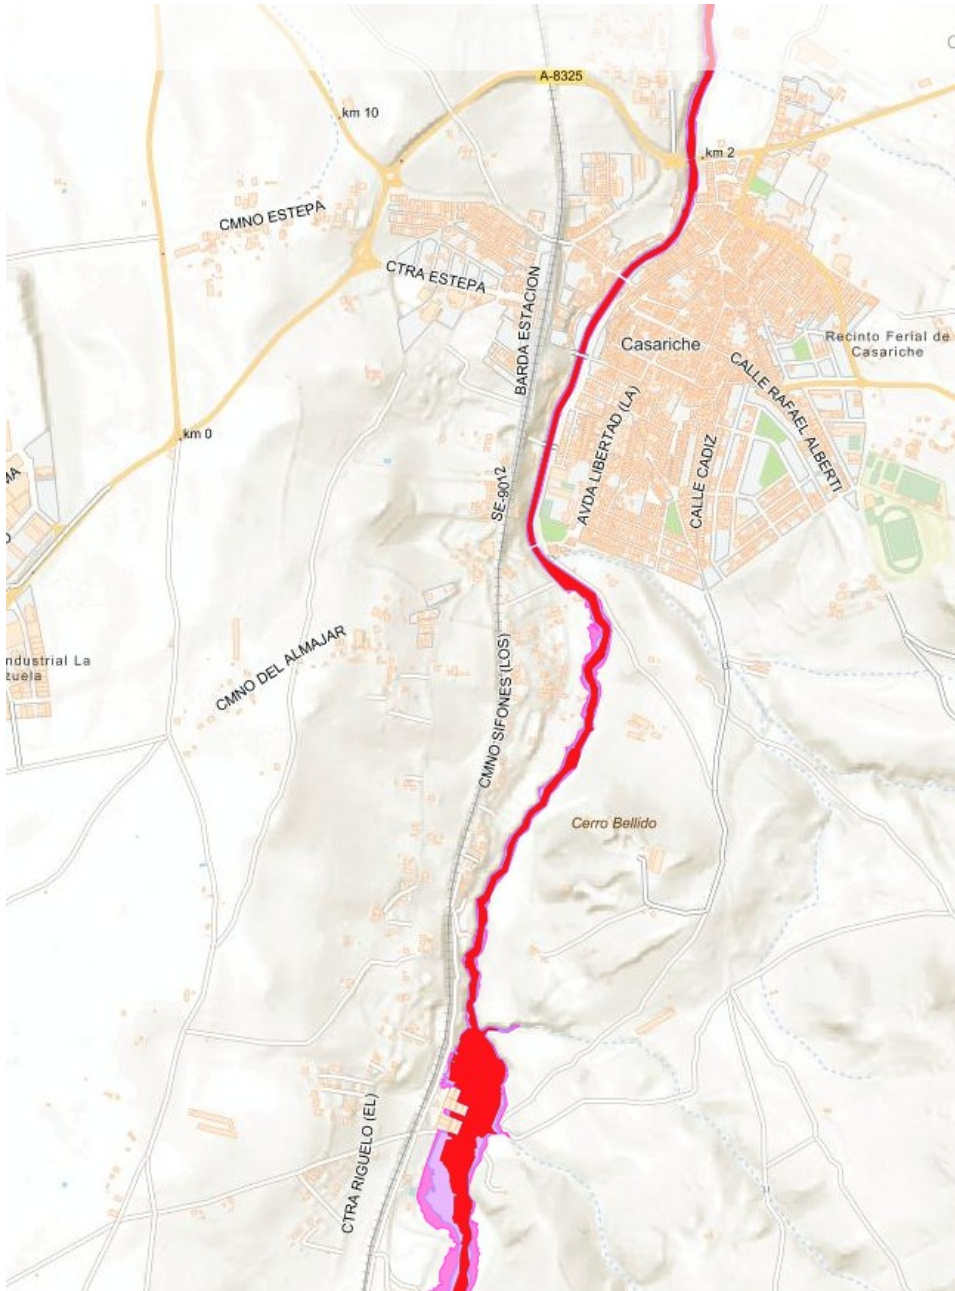 A-8325
km 10
km 2
CMNO ESTEPA
CTRA ESTEPA
BARDA ESTACION
Casariche
Recinto Ferial de
Casariche
CALLE RAFAEL ALBERTI
AVDA LIBERTAD (LA)
CALLE CADIZ
km 0
SE-9012
CMNO DEL ALMAJAR
ndustrial La
zuela
CMNO SIFONES (LOS)
Cerro Bellido
CTRA RIGUELO (EL)